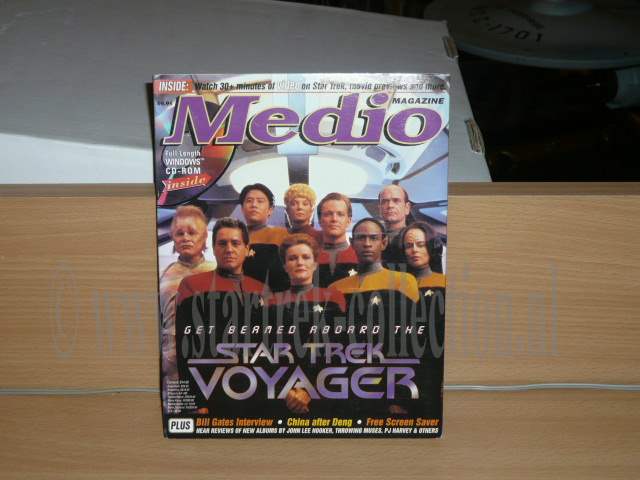 INSIDE: Watch 30+ minutes of video on Star Trek, movie previews and more.
Medio
MAGAZINE
Full Length
WINDOWS™
CD-ROM
inside
GET BEAMED ABOARD THE
STAR TREK
VOYAGER
PLUS
Bill Gates Interview • China after Deng • Free Screen Saver
HEAR REVIEWS OF NEW ALBUMS BY JOHN LEE HOOKER, THROWING MUSES, PJ HARVEY & OTHERS
© www.startrek-collection.nl